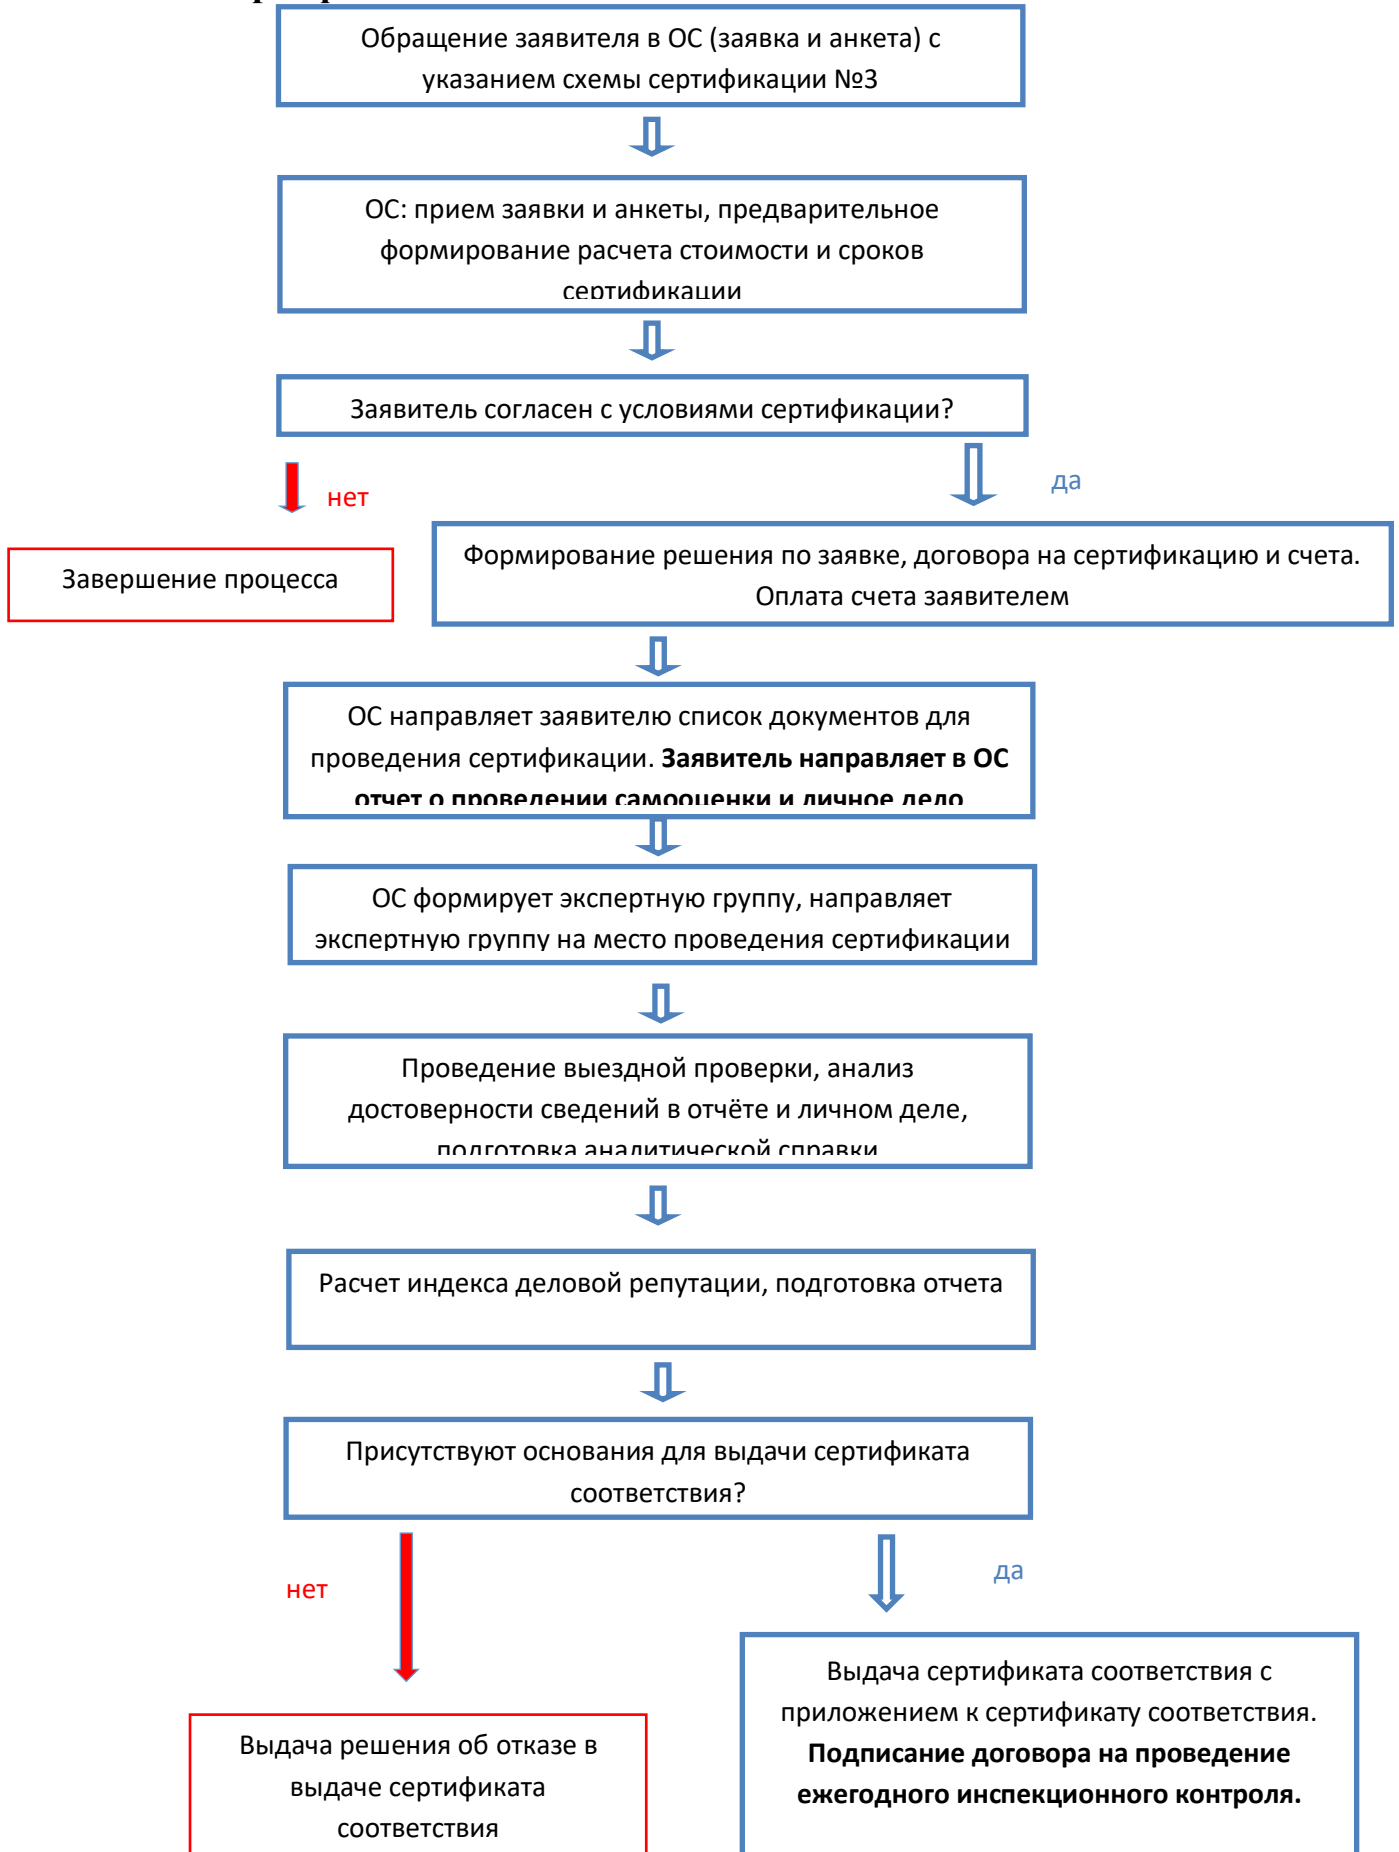 Обращение заявителя в ОС (заявка и анкета) с
указанием схемы сертификации №3
ОС: прием заявки и анкеты, предварительное
формирование расчета стоимости и сроков
сертификации
Заявитель согласен с условиями сертификации?
нет
да
Завершение процесса
Формирование решения по заявке, договора на сертификацию и счета.
Оплата счета заявителем
ОС направляет заявителю список документов для
проведения сертификации. Заявитель направляет в ОС
отчет о проведении самооценки и личное дело
ОС формирует экспертную группу, направляет
экспертную группу на место проведения сертификации
Проведение выездной проверки, анализ
достоверности сведений в отчёте и личном деле,
подготовка аналитической справки
Расчет индекса деловой репутации, подготовка отчета
Присутствуют основания для выдачи сертификата
соответствия?
нет
да
Выдача решения об отказе в
выдаче сертификата
соответствия
Выдача сертификата соответствия с
приложением к сертификату соответствия.
Подписание договора на проведение
ежегодного инспекционного контроля.